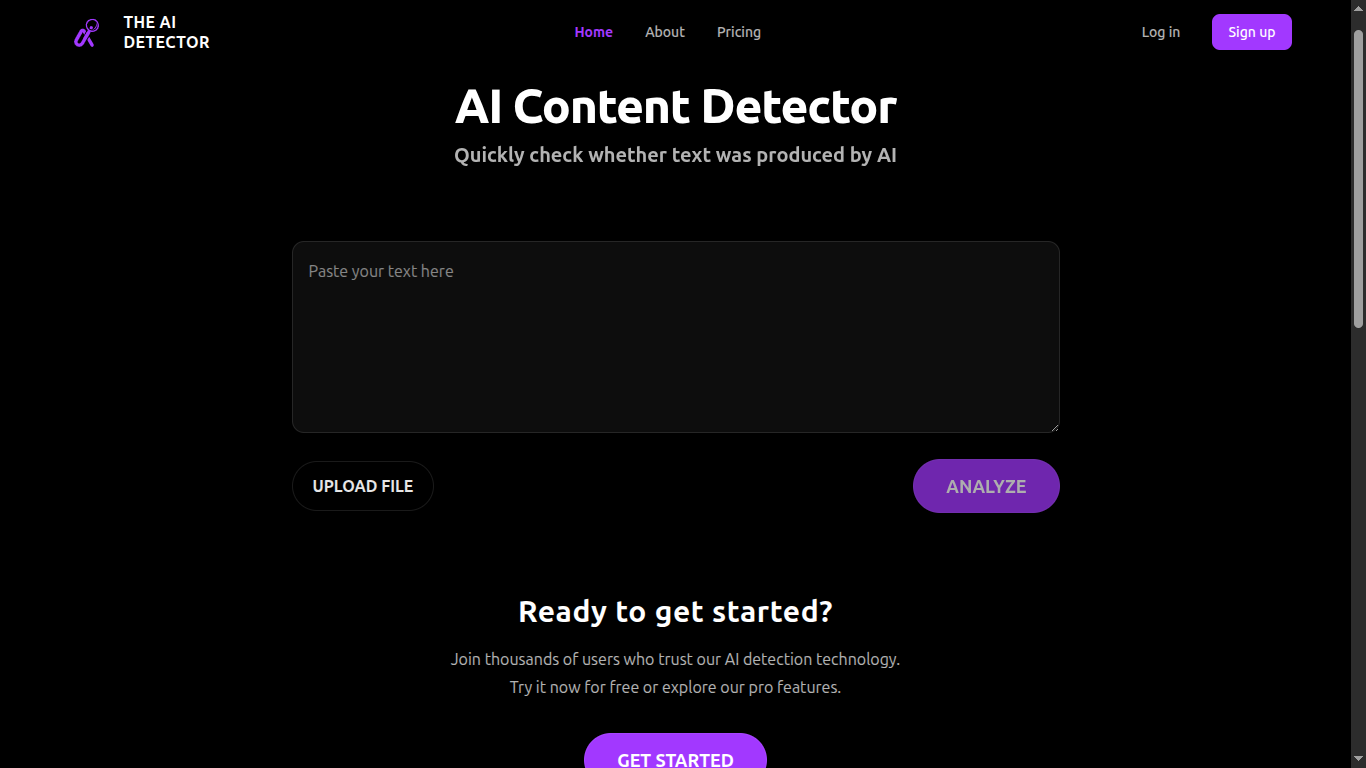 THE AI
DETECTOR
Home
About
Pricing
Log in
Sign up
AI Content Detector
Quickly check whether text was produced by AI
Paste your text here
UPLOAD FILE
ANALYZE
Ready to get started?
Join thousands of users who trust our AI detection technology.
Try it now for free or explore our pro features.
GET STARTED